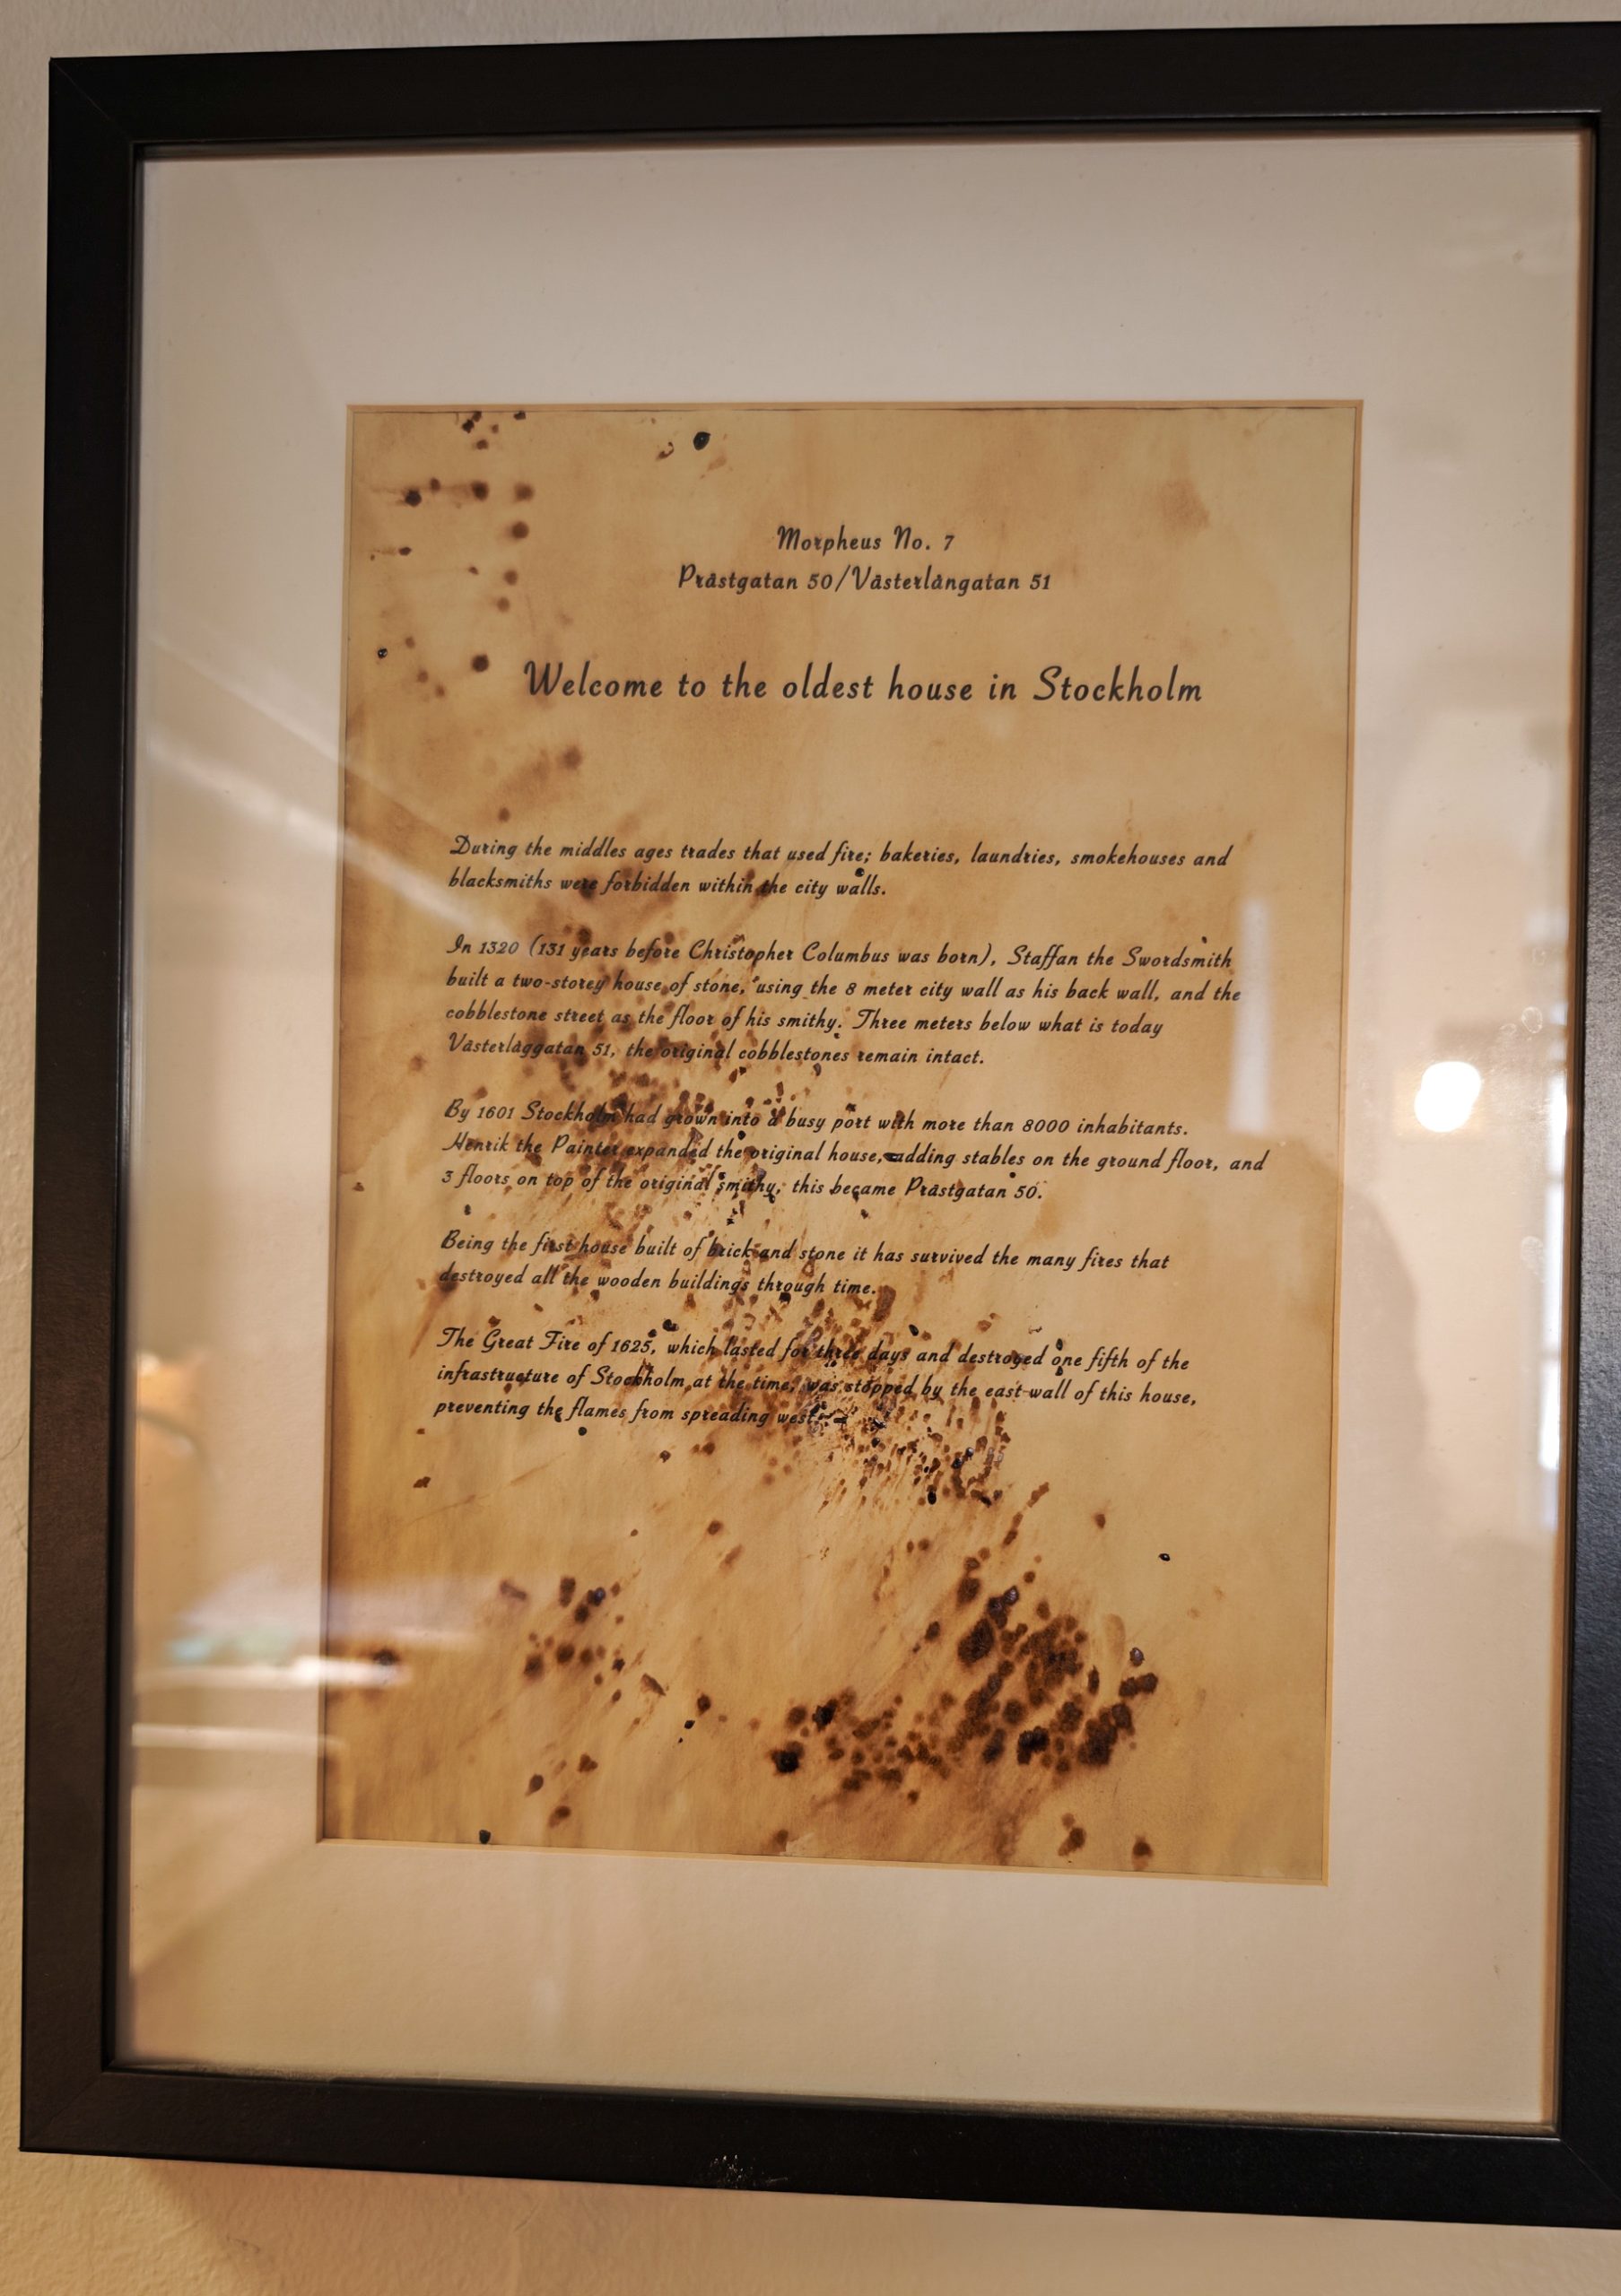 Morpheus No. 7
Prästgatan 50/Västerlångatan 51
Welcome to the oldest house in Stockholm
During the middles ages trades that used fire; bakeries, laundries, smokehouses and
blacksmiths were forbidden within the city walls.
In 1320 (131 years before Christopher Columbus was born), Staffan the Swordsmith
built a two-storey house of stone, using the 8 meter city wall as his back wall, and the
cobblestone street as the floor of his smithy. Three meters below what is today
Västerlåggatan 51, the original cobblestones remain intact.
By 1601 Stockholm had grown into a busy port with more than 8000 inhabitants.
Henrik the Painter expanded the original house, adding stables on the ground floor, and
3 floors on top of the original smithy, this became Prästgatan 50.
Being the first house built of brick and stone it has survived the many fires that
destroyed all the wooden buildings through time.
The Great Fire of 1625, which lasted for three days and destroyed one fifth of the
infrastructure of Stockholm at the time, was stopped by the east wall of this house,
preventing the flames from spreading west.